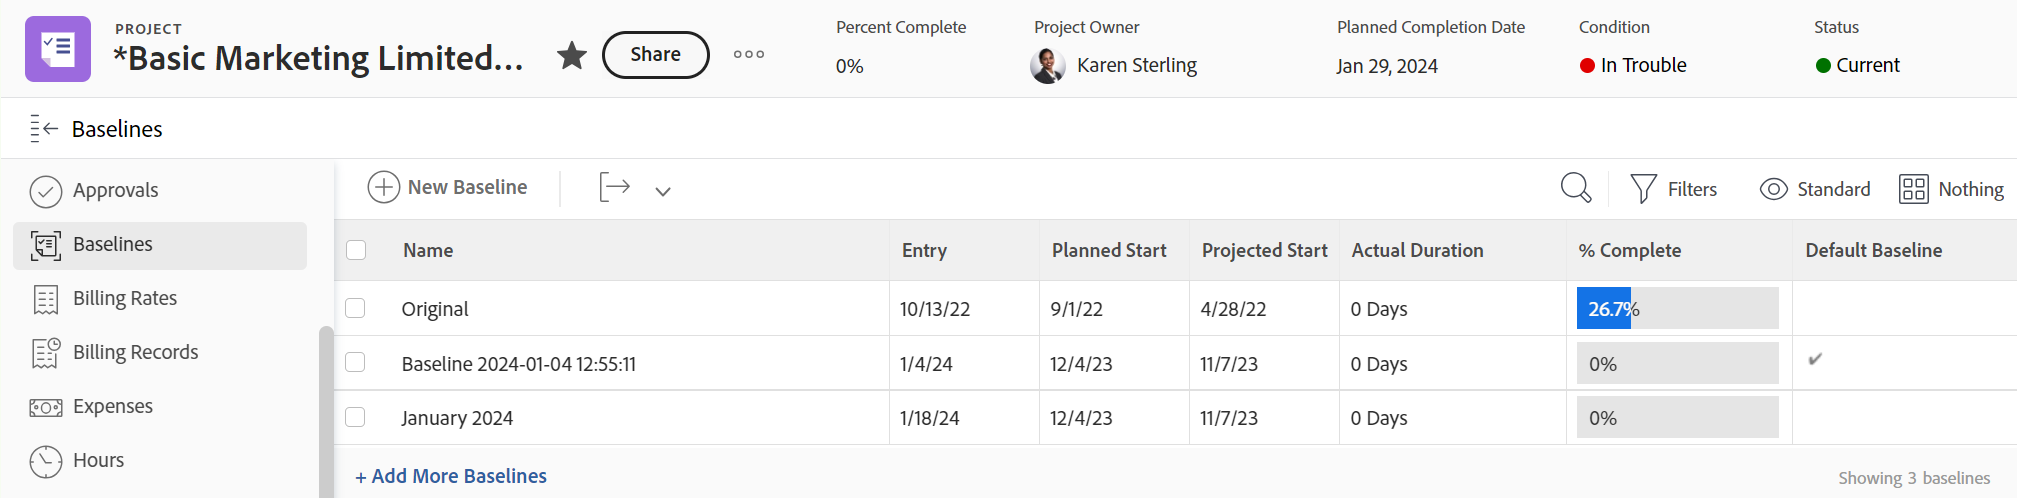 PROJECT
*Basic Marketing Limited...
Share
Percent Complete
0%
Project Owner
Karen Sterling
Planned Completion Date
Jan 29, 2024
Condition
In Trouble
Status
Current
Baselines
Approvals
Baselines
Billing Rates
Billing Records
Expenses
Hours
New Baseline
Filters
Standard
Nothing
Name Entry Planned Start Projected Start Actual Duration % Complete Default Baseline
Original 10/13/22 9/1/22 4/28/22 0 Days 26.7%
Baseline 2024-01-04 12:55:11 1/4/24 12/4/23 11/7/23 0 Days 0% ✔
January 2024 1/18/24 12/4/23 11/7/23 0 Days 0%
+ Add More Baselines
Showing 3 baselines